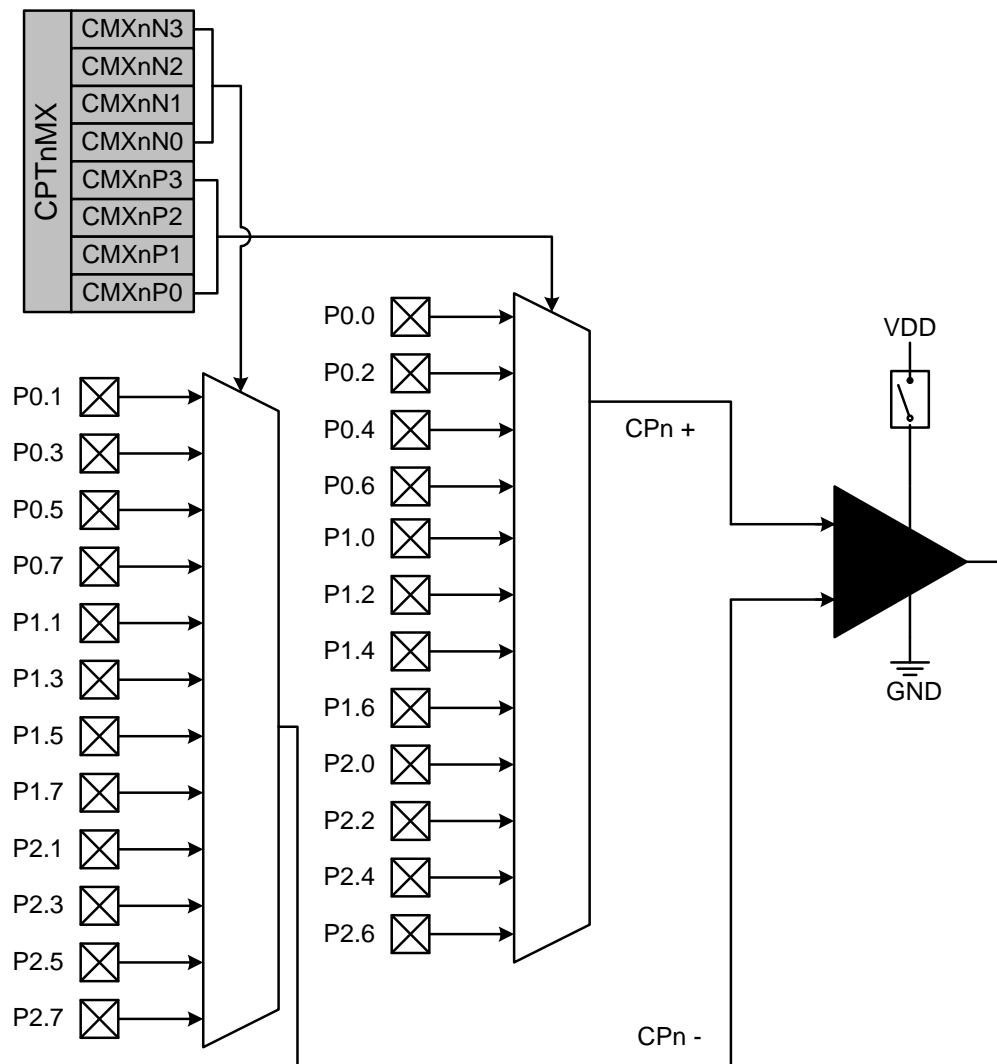 CPTnMX
CMXnN3
CMXnN2
CMXnN1
CMXnN0
CMXnP3
CMXnP2
CMXnP1
CMXnP0
P0.1
P0.3
P0.5
P0.7
P1.1
P1.3
P1.5
P1.7
P2.1
P2.3
P2.5
P2.7
P0.0
P0.2
P0.4
P0.6
P1.0
P1.2
P1.4
P1.6
P2.0
P2.2
P2.4
P2.6
CPn +
CPn -
VDD
GND